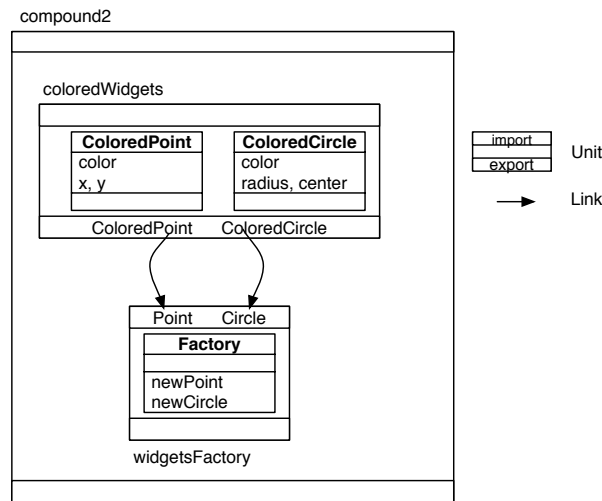 compound2
coloredWidgets
ColoredPoint
color
x, y
ColoredCircle
color
radius, center
ColoredPoint ColoredCircle
import
export
Unit
Link
Point Circle
Factory
newPoint
newCircle
widgetsFactory